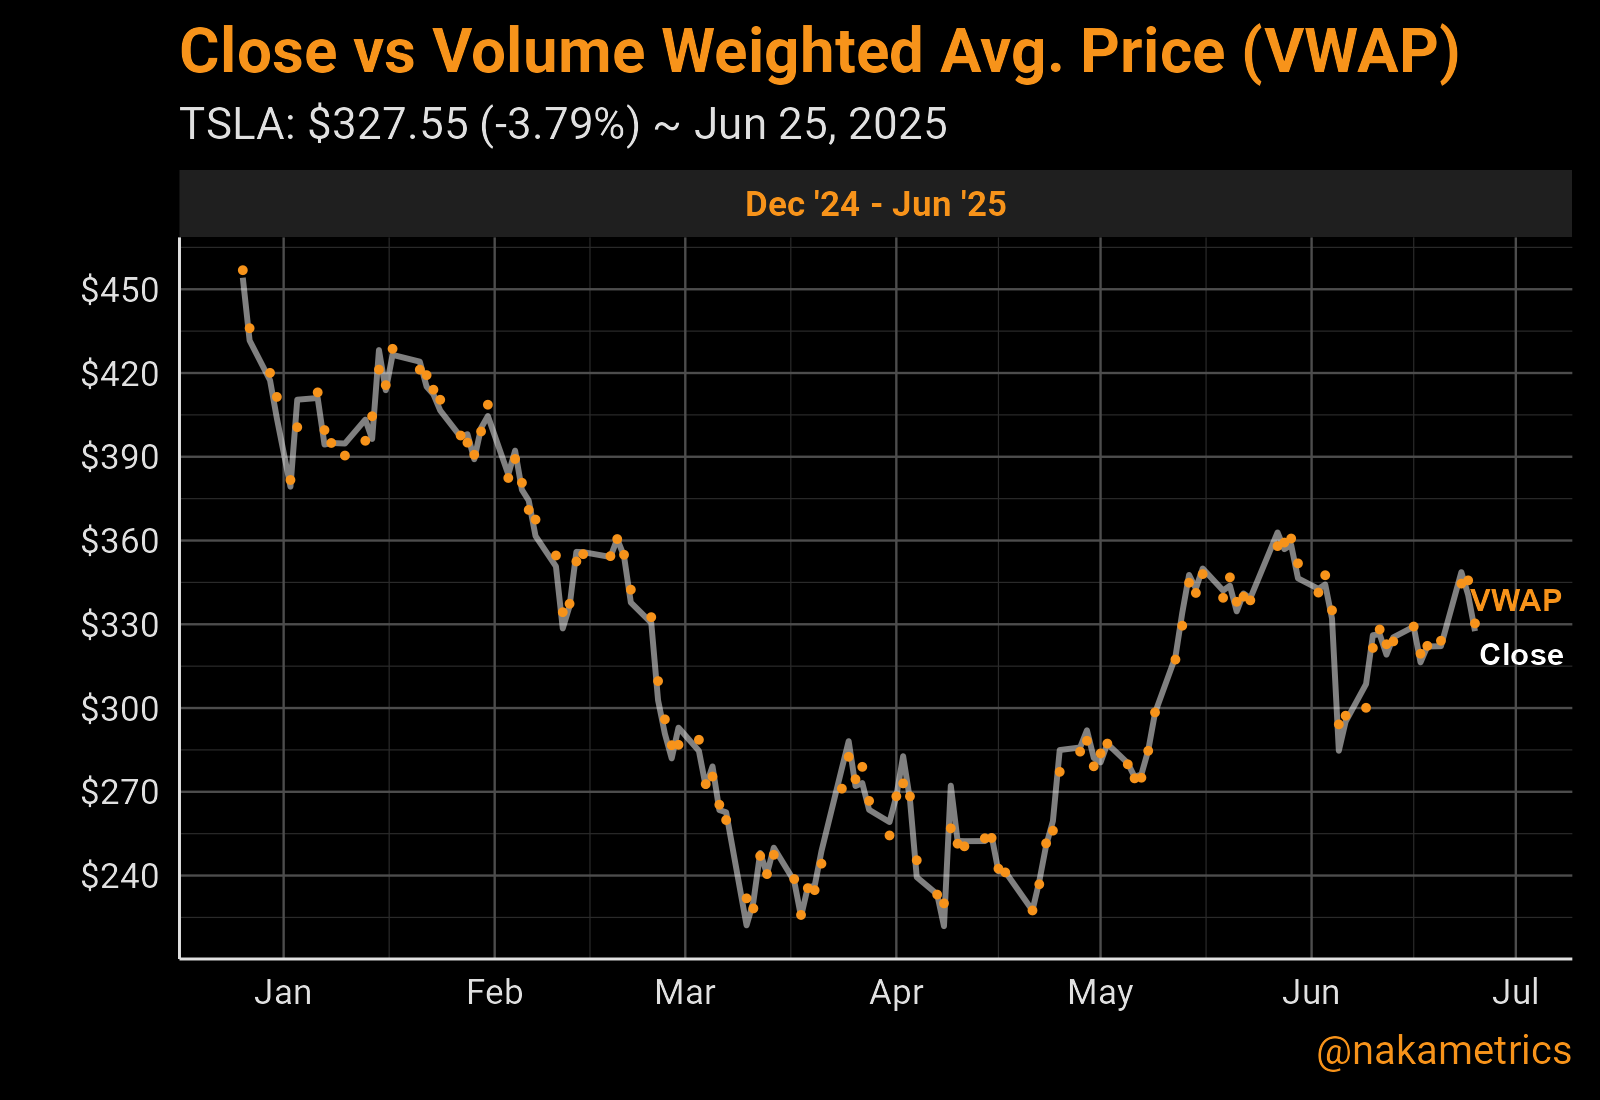 Close vs Volume Weighted Avg. Price (VWAP)
TSLA: $327.55 (-3.79%) ~ Jun 25, 2025
Dec '24 - Jun '25
$450
$420
$390
$360
$330
$300
$270
$240
VWAP
Close
Jan Feb Mar Apr May Jun Jul
@nakametrics